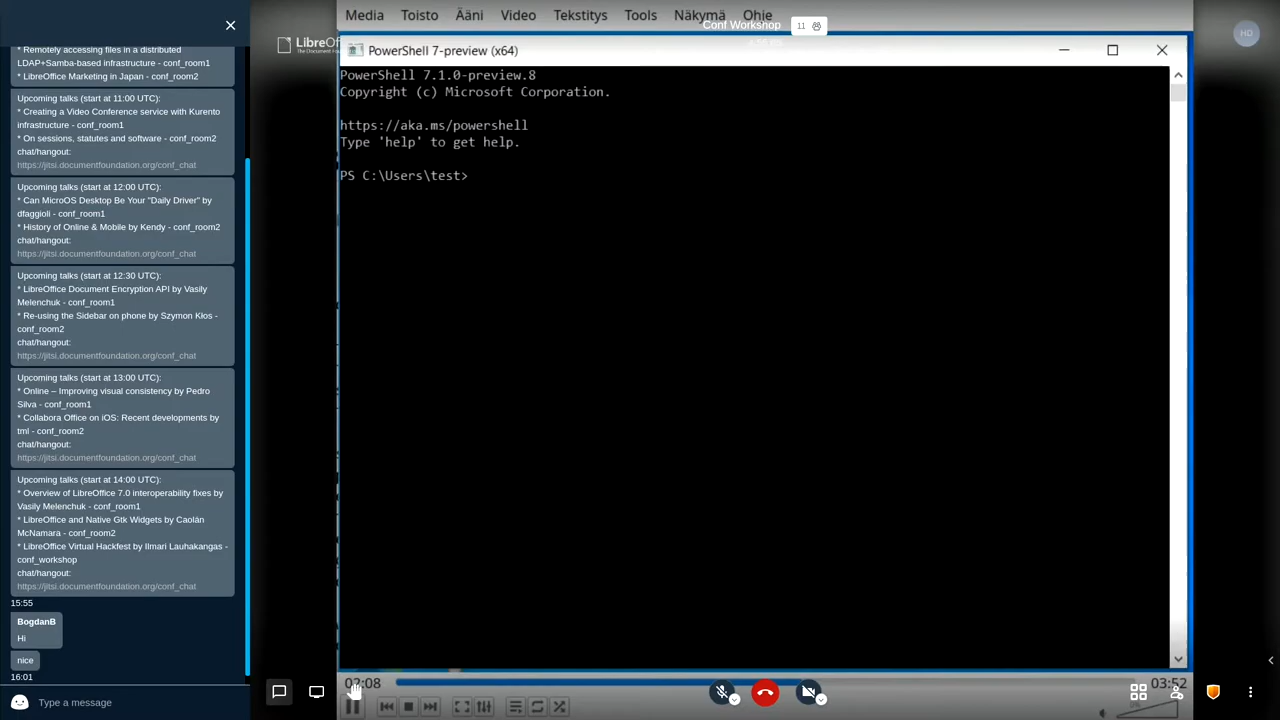 * Remotely accessing files in a distributed
LDAP+Samba-based infrastructure - conf_room1
* LibreOffice Marketing in Japan - conf_room2
Upcoming talks (start at 11:00 UTC):
* Creating a Video Conference service with Kurento
infrastructure - conf_room1
* On sessions, statutes and software - conf_room2
chat/hangout:
https://jitsi.documentfoundation.org/conf_chat
Upcoming talks (start at 12:00 UTC):
* Can MicroOS Desktop Be Your "Daily Driver" by
dfaggioli - conf_room1
* History of Online & Mobile by Kendy - conf_room2
chat/hangout:
https://jitsi.documentfoundation.org/conf_chat
Upcoming talks (start at 12:30 UTC):
* LibreOffice Document Encryption API by Vasily
Melenchuk - conf_room1
* Re-using the Sidebar on phone by Szymon Kłos -
conf_room2
chat/hangout:
https://jitsi.documentfoundation.org/conf_chat
Upcoming talks (start at 13:00 UTC):
* Online – Improving visual consistency by Pedro
Silva - conf_room1
* Collabora Office on iOS: Recent developments by
tml - conf_room2
chat/hangout:
https://jitsi.documentfoundation.org/conf_chat
Upcoming talks (start at 14:00 UTC):
* Overview of LibreOffice 7.0 interoperability fixes by
Vasily Melenchuk - conf_room1
* LibreOffice and Native Gtk Widgets by Caolán
McNamara - conf_room2
* LibreOffice Virtual Hackfest by Ilmari Lauhakangas -
conf_workshop
chat/hangout:
https://jitsi.documentfoundation.org/conf_chat
15:55
BogdanB
Hi
nice
16:01
Type a message
Media Toisto Ääni Video Tekstitys Tools Näkymä Ohje
Conf Workshop 11
HD
PowerShell 7-preview (x64)
PowerShell 7.1.0-preview.8
Copyright (c) Microsoft Corporation.
https://aka.ms/powershell
Type 'help' to get help.
PS C:\Users\test>
02:08
03:52